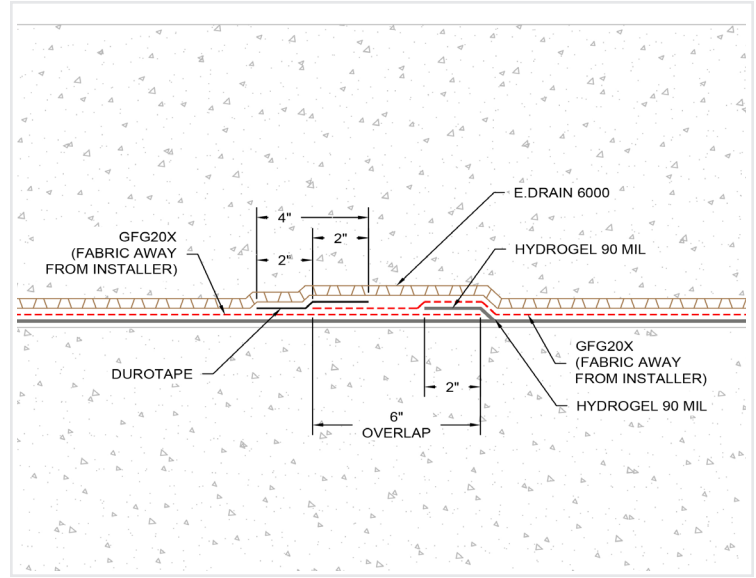 E.DRAIN 6000
4"
GFG20X
(FABRIC AWAY
FROM INSTALLER)
2"
2"
HYDROGEL 90 MIL
DUROTAPE
GFG20X
(FABRIC AWAY
FROM INSTALLER)
2"
HYDROGEL 90 MIL
6"
OVERLAP